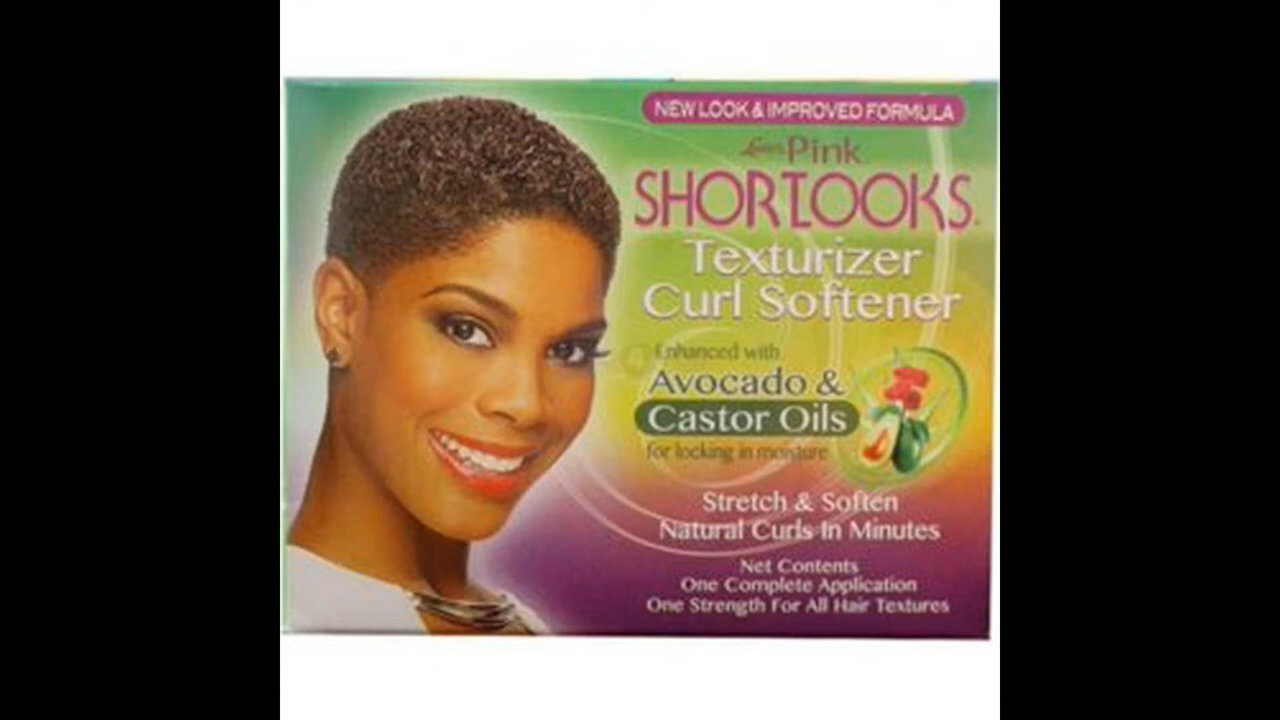 NEW LOOK & IMPROVED FORMULA
Luster's Pink
SHORTLOOKS
Texturizer
Curl Softener
Enhanced with
Avocado &
Castor Oils
for locking in moisture
Stretch & Soften
Natural Curls In Minutes
Net Contents
One Complete Application
One Strength For All Hair Textures